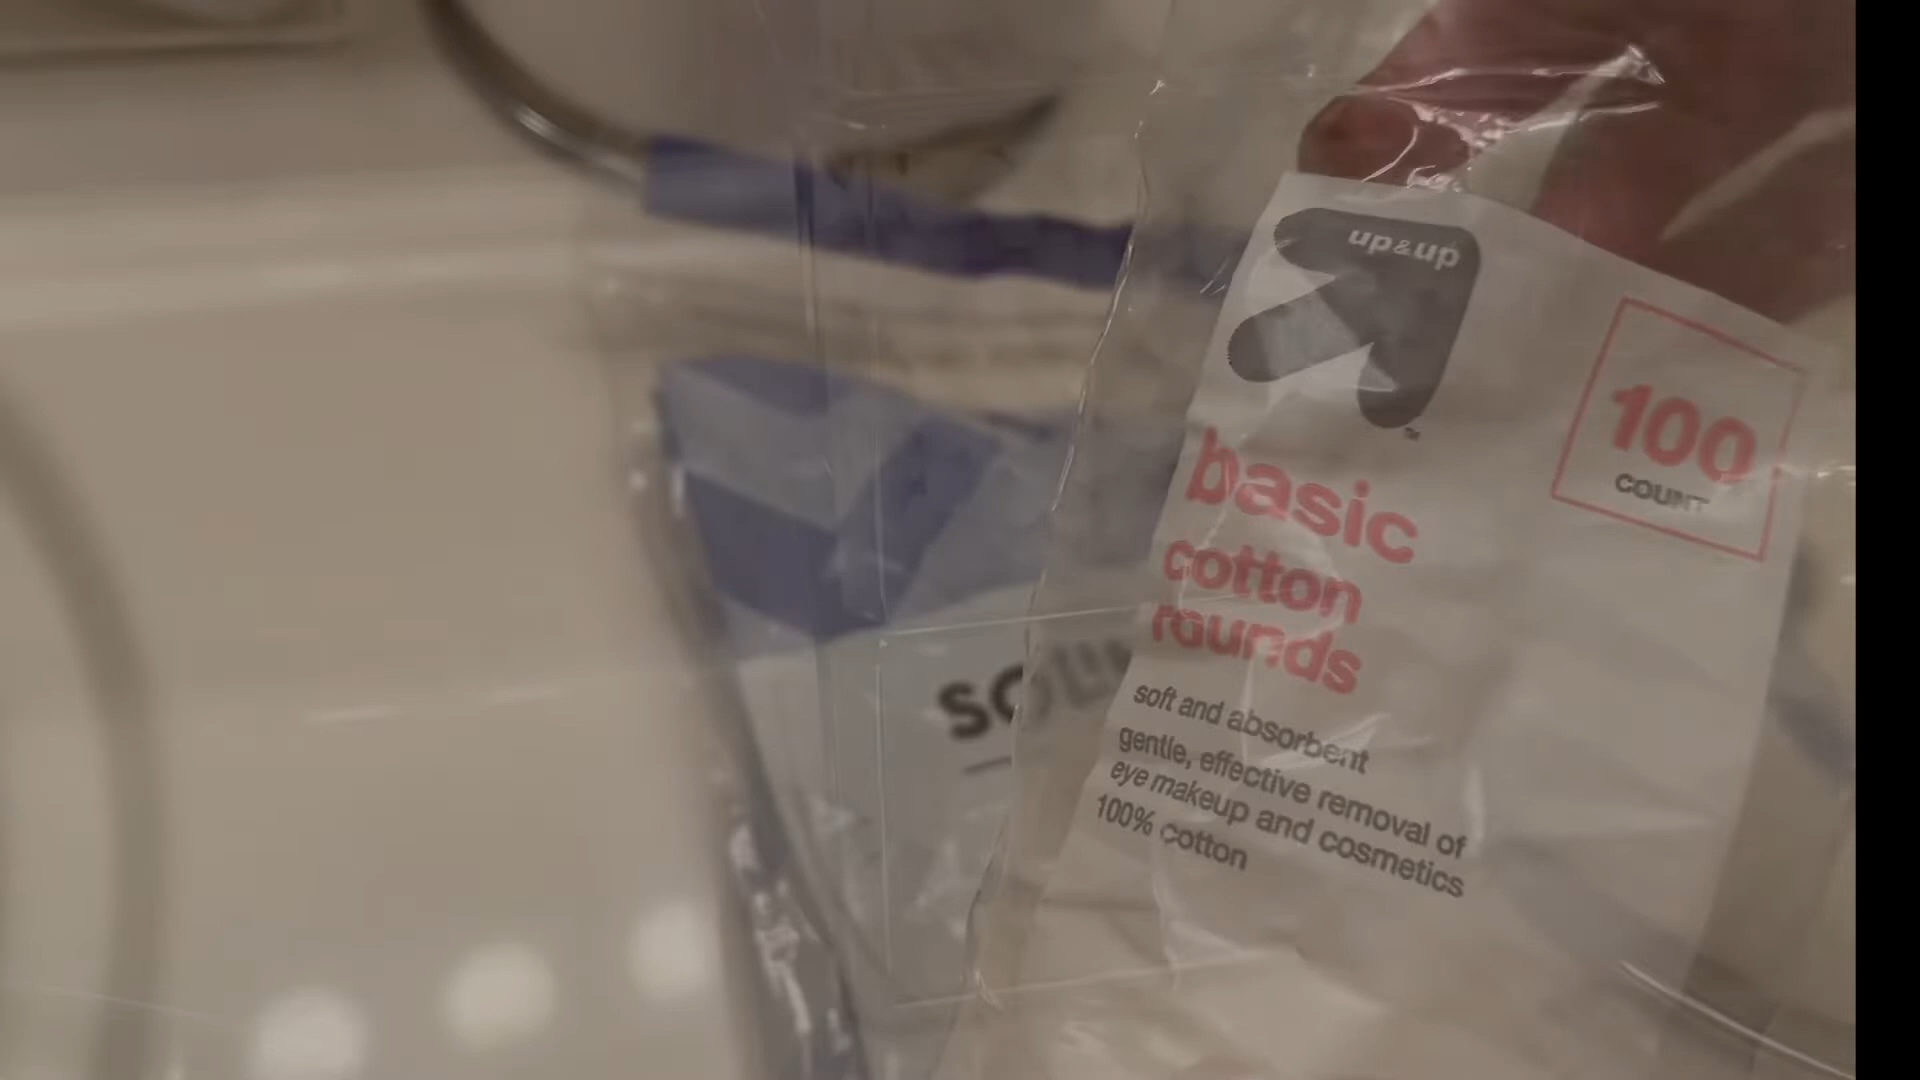 up&up
100
COUNT
basic
cotton
rounds
soft and absorbent
gentle, effective removal of
eye makeup and cosmetics
100% cotton